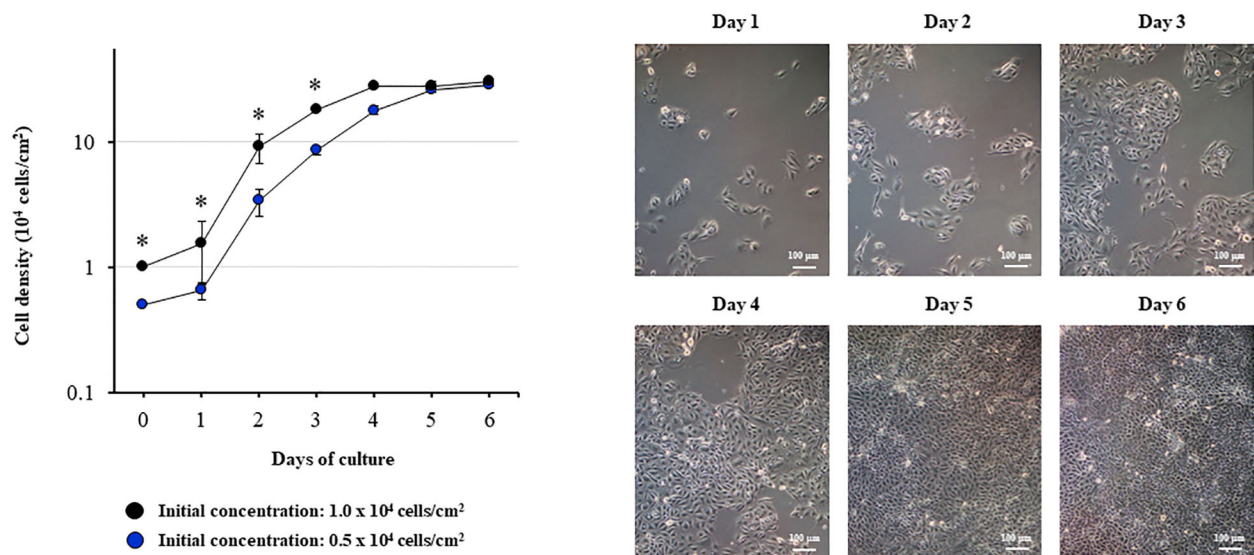 Cell density (10⁴ cells/cm²)
10
1
0.1
*
*
*
*
0 1 2 3 4 5 6
Days of culture
Initial concentration: 1.0 x 10⁴ cells/cm²
Initial concentration: 0.5 x 10⁴ cells/cm²
Day 1 Day 2 Day 3
100 µm 100 µm 100 µm
Day 4 Day 5 Day 6
100 µm 100 µm 100 µm